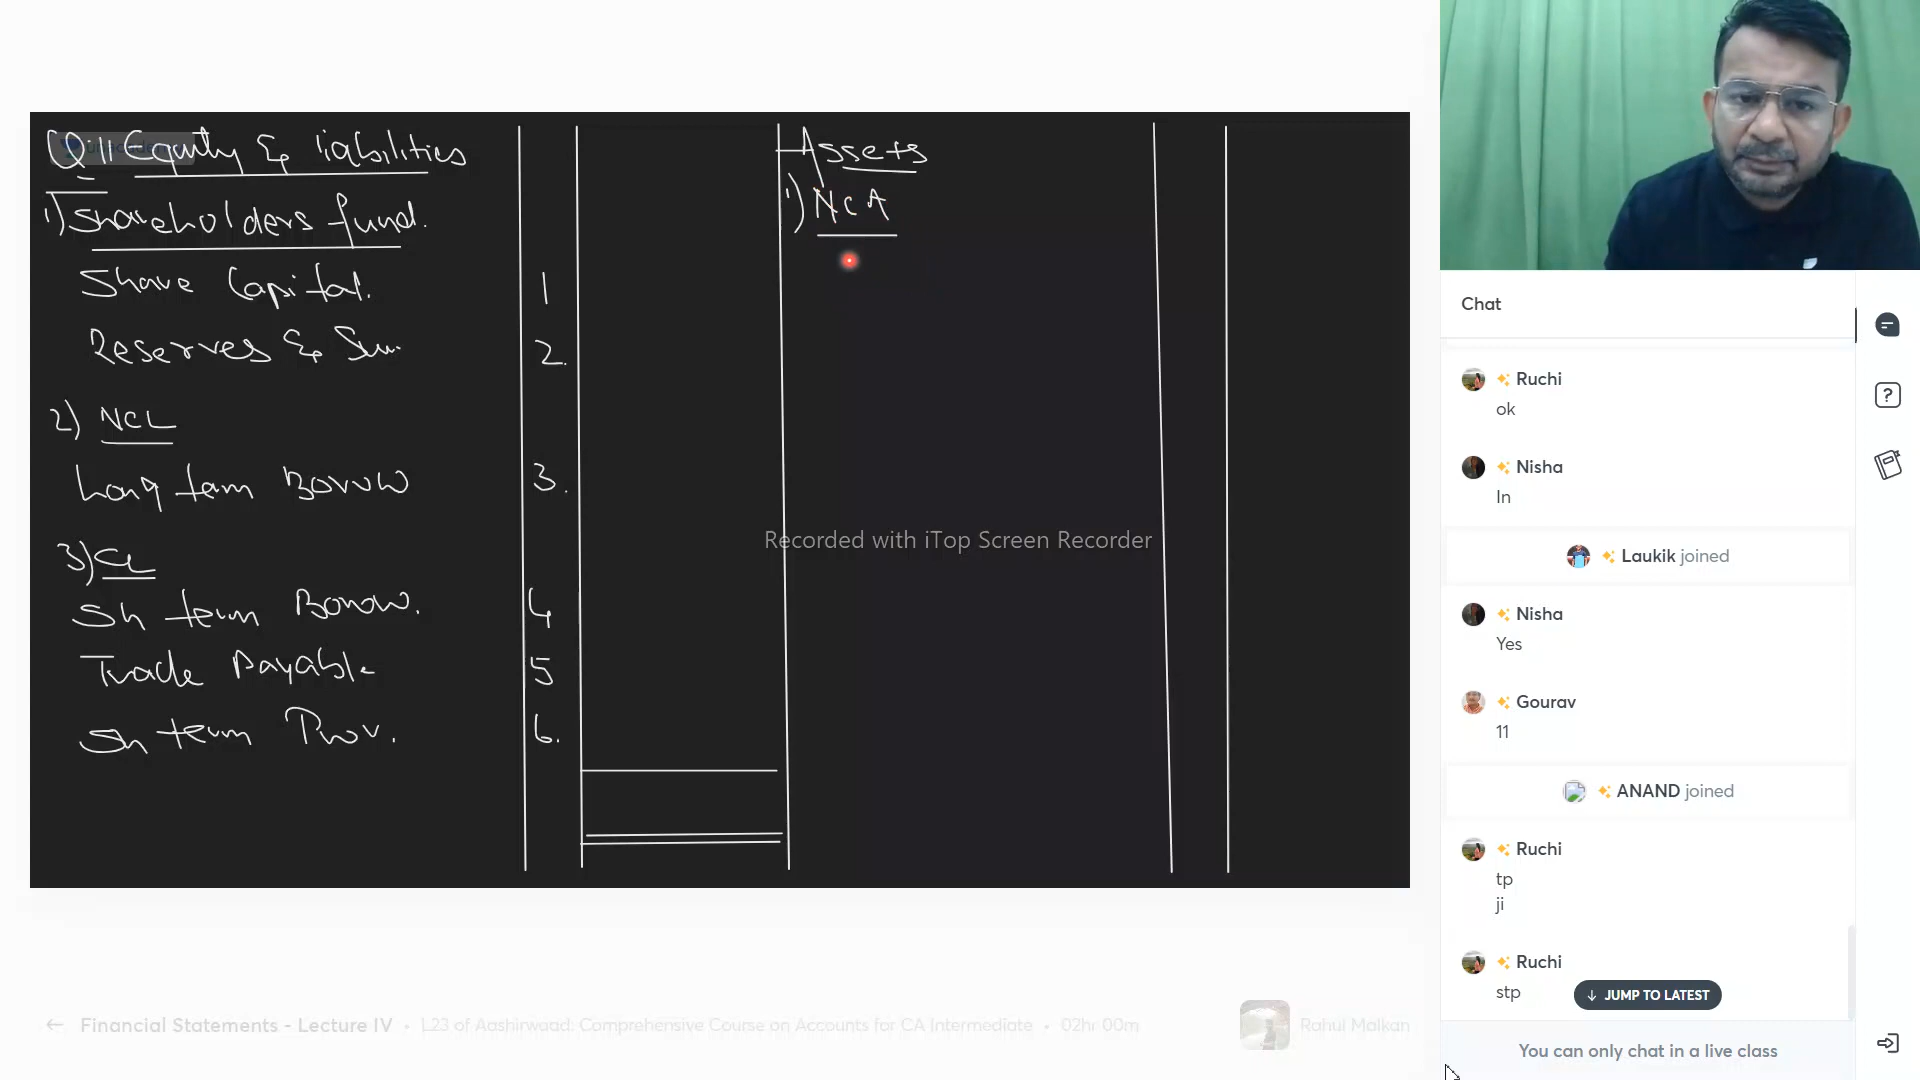 Q.11 Equity & liabilities
1) Shareholders fund.
Share Capital. 1
Reserves & Sur. 2.
2) NCL
Long term Borrow 3.
3) CL
Sh term Borrow. 4
Trade Payable 5
Sh term Prov. 6.
Assets
1) NCA
Recorded with iTop Screen Recorder
Chat
Ruchi
ok
Nisha
In
Laukik joined
Nisha
Yes
Gourav
11
ANAND joined
Ruchi
tp
ji
Ruchi
stp
↓ JUMP TO LATEST
You can only chat in a live class
← Financial Statements - Lecture IV • L23 of Aashirwaad: Comprehensive Course on Accounts for CA Intermediate • 02hr 00m
Rahul Malkan